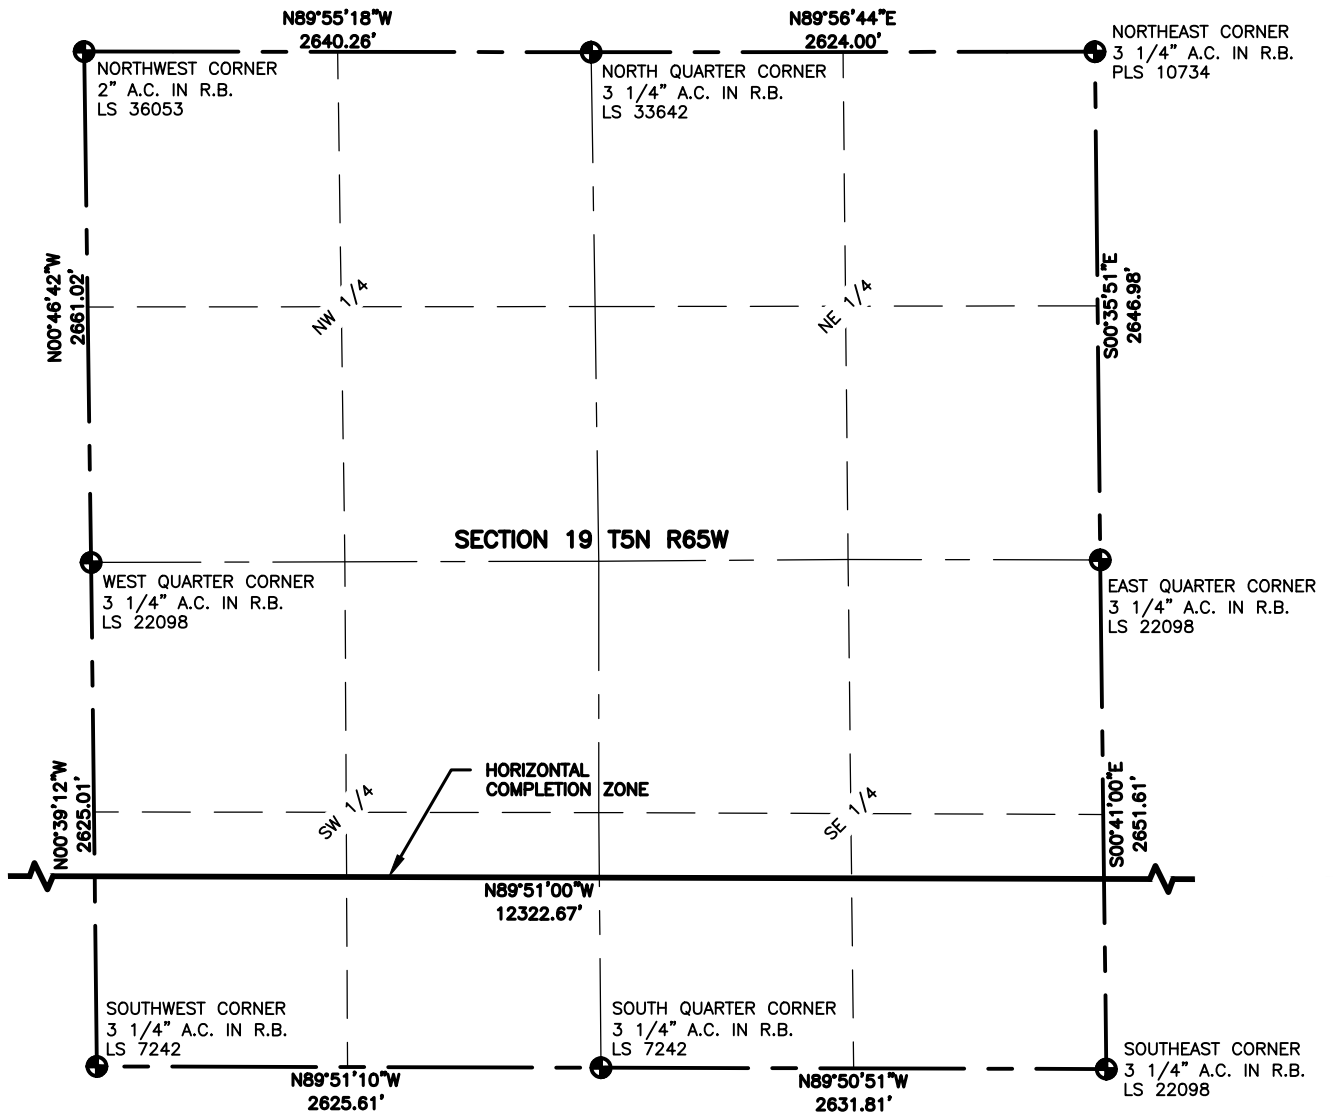 N89°55'18"W
2640.26'
N89°56'44"E
2624.00'
NORTHEAST CORNER
3 1/4" A.C. IN R.B.
PLS 10734
NORTHWEST CORNER
2" A.C. IN R.B.
LS 36053
NORTH QUARTER CORNER
3 1/4" A.C. IN R.B.
LS 33642
N00°46'42"W
2661.02'
NW 1/4
NE 1/4
S00°35'51"E
2646.98'
SECTION 19 T5N R65W
WEST QUARTER CORNER
3 1/4" A.C. IN R.B.
LS 22098
EAST QUARTER CORNER
3 1/4" A.C. IN R.B.
LS 22098
N00°39'12"W
2625.01'
HORIZONTAL
COMPLETION ZONE
SW 1/4
SE 1/4
S00°41'00"E
2651.61'
N89°51'00"W
12322.67'
SOUTHWEST CORNER
3 1/4" A.C. IN R.B.
LS 7242
SOUTH QUARTER CORNER
3 1/4" A.C. IN R.B.
LS 7242
SOUTHEAST CORNER
3 1/4" A.C. IN R.B.
LS 22098
N89°51'10"W
2625.61'
N89°50'51"W
2631.81'